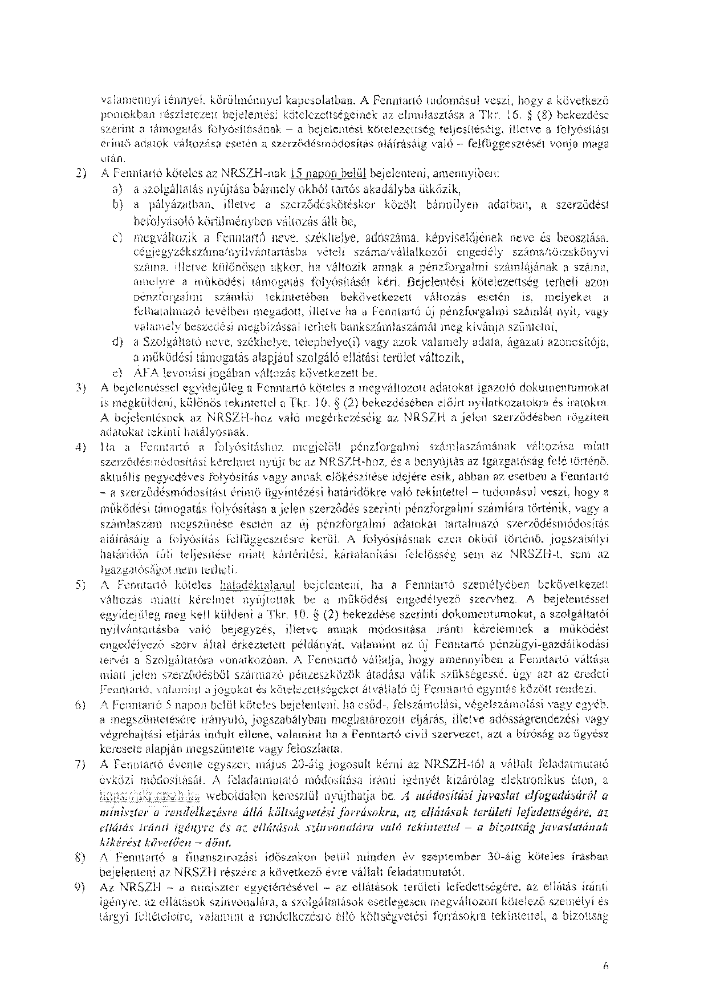 valamennyi ténnyel, körülménnyel kapcsolatban. A Fenntartó tudomásul veszi, hogy a következő
pontokban részletezett bejelentési kötelezettségeinek az elmulasztása a Tkr. 16. § (8) bekezdése
szerint a támogatás folyósításának – a bejelentési kötelezettség teljesítéséig, illetve a folyósítást
érintő adatok változása esetén a szerződésmódosítás aláírásáig való – felfüggesztését vonja maga
után.
2) A Fenntartó köteles az NRSZH-nak 15 napon belül bejelenteni, amennyiben:
a) a szolgáltatás nyújtása bármely okból tartós akadályba ütközik,
b) a pályázatban, illetve a szerződéskötéskor közölt bármilyen adatban, a szerződést
befolyásoló körülményben változás állt be,
c) megváltozik a Fenntartó neve, székhelye, adószáma, képviselőjének neve és beosztása,
cégjegyzékszáma/nyilvántartásba vételi száma/vállalkozói engedély száma/törzskönyvi
száma, illetve különösen akkor, ha változik annak a pénzforgalmi számlájának a száma,
amelyre a működési támogatás folyósítását kéri. Bejelentési kötelezettség terheli azon
pénzforgalmi számlái tekintetében bekövetkezett változás esetén is, melyeket a
felhatalmazó levélben megadott, illetve ha a Fenntartó új pénzforgalmi számlát nyit, vagy
valamely beszedési megbízással terhelt bankszámlaszámát meg kívánja szüntetni,
d) a Szolgáltató neve, székhelye, telephelye(i) vagy azok valamely adata, ágazati azonosítója,
a működési támogatás alapjául szolgáló ellátási terület változik,
e) ÁFA levonási jogában változás következett be.
3) A bejelentéssel egyidejűleg a Fenntartó köteles a megváltozott adatokat igazoló dokumentumokat
is megküldeni, különös tekintettel a Tkr. 10. § (2) bekezdésében előírt nyilatkozatokra és iratokra.
A bejelentésnek az NRSZH-hoz való megérkezéséig az NRSZH a jelen szerződésben rögzített
adatokat tekinti hatályosnak.
4) Ha a Fenntartó a folyósításhoz megjelölt pénzforgalmi számlaszámának változása miatt
szerződésmódosítási kérelmet nyújt be az NRSZH-hoz, és a benyújtás az Igazgatóság felé történő,
aktuális negyedéves folyósítás vagy annak előkészítése idejére esik, abban az esetben a Fenntartó
– a szerződésmódosítást érintő ügyintézési határidőkre való tekintettel – tudomásul veszi, hogy a
működési támogatás folyósítása a jelen szerződés szerinti pénzforgalmi számlára történik, vagy a
számlaszám megszűnése esetén az új pénzforgalmi adatokat tartalmazó szerződésmódosítás
aláírásáig a folyósítás felfüggesztésre kerül. A folyósításnak ezen okból történő, jogszabályi
határidőn túli teljesítése miatt kártérítési, kártalanítási felelősség sem az NRSZH-t, sem az
Igazgatóságot nem terheli.
5) A Fenntartó köteles haladéktalanul bejelenteni, ha a Fenntartó személyében bekövetkezett
változás miatti kérelmet nyújtottak be a működést engedélyező szervhez. A bejelentéssel
egyidejűleg meg kell küldeni a Tkr. 10. § (2) bekezdése szerinti dokumentumokat, a szolgáltatói
nyilvántartásba való bejegyzés, illetve annak módosítása iránti kérelemnek a működést
engedélyező szerv által érkeztetett példányát, valamint az új Fenntartó pénzügyi-gazdálkodási
tervét a Szolgáltatóra vonatkozóan. A Fenntartó vállalja, hogy amennyiben a Fenntartó váltása
miatt jelen szerződésből származó pénzeszközök átadása válik szükségessé, úgy azt az eredeti
Fenntartó, valamint a jogokat és kötelezettségeket átvállaló új Fenntartó egymás között rendezi.
6) A Fenntartó 5 napon belül köteles bejelenteni, ha csőd-, felszámolási, végelszámolási vagy egyéb,
a megszüntetésére irányuló, jogszabályban meghatározott eljárás, illetve adósságrendezési vagy
végrehajtási eljárás indult ellene, valamint ha a Fenntartó civil szervezet, azt a bíróság az ügyész
keresete alapján megszüntette vagy feloszlatta.
7) A Fenntartó évente egyszer, május 20-áig jogosult kérni az NRSZH-tól a vállalt feladatmutató
évközi módosítását. A feladatmutató módosítása iránti igényét kizárólag elektronikus úton, a
weboldalon keresztül nyújthatja be. A módosítási javaslat elfogadásáról a
miniszter a rendelkezésre álló költségvetési forrásokra, az ellátások területi lefedettségére, az
ellátás iránti igényre és az ellátások színvonalára való tekintettel – a bizottság javaslatának
kikérést követően – dönt.
8) A Fenntartó a finanszírozási időszakon belül minden év szeptember 30-áig köteles írásban
bejelenteni az NRSZH részére a következő évre vállalt feladatmutatót.
9) Az NRSZH – a miniszter egyetértésével – az ellátások területi lefedettségére, az ellátás iránti
igényre, az ellátások színvonalára, a szolgáltatások esetlegesen megváltozott kötelező személyi és
tárgyi feltételeire, valamint a rendelkezésre álló költségvetési forrásokra tekintettel, a bizottság
6